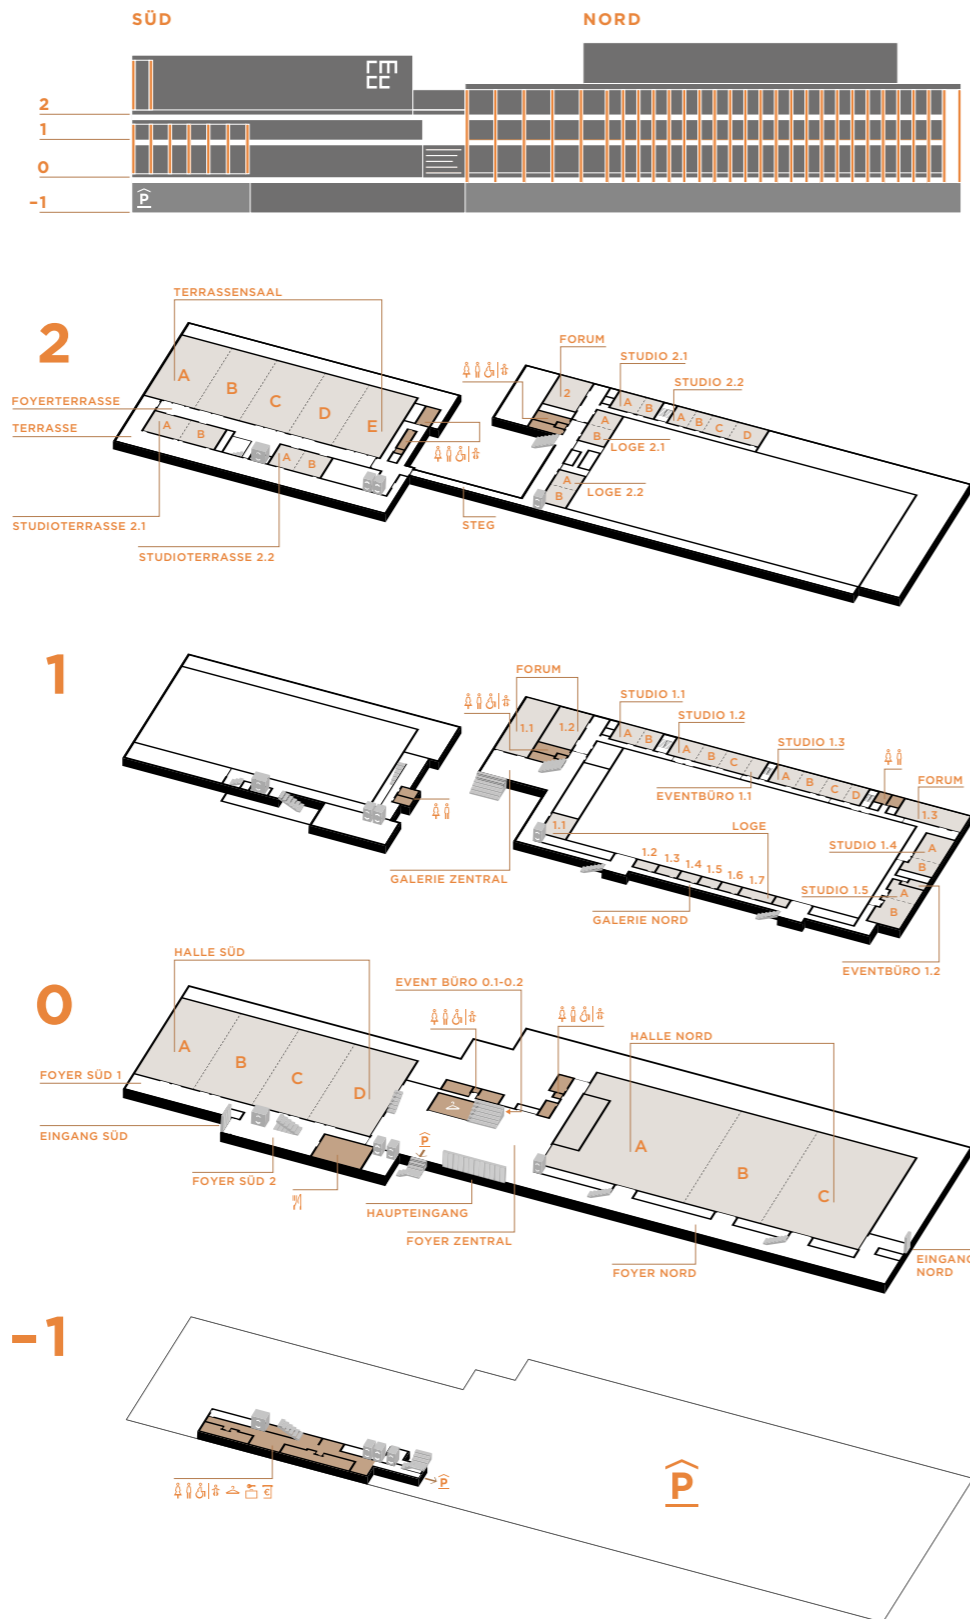 SÜD
NORD
rmcc
2
1
0
-1
P
2
TERRASSENSAAL
A
B
C
D
E
FOYERTERRASSE
TERRASSE
A
B
A
B
STUDIOTERRASSE 2.1
STUDIOTERRASSE 2.2
STEG
FORUM
2
STUDIO 2.1
A
B
STUDIO 2.2
A
B
C
D
A
B
LOGE 2.1
A
B
LOGE 2.2
1
FORUM
1.1
1.2
STUDIO 1.1
A
B
STUDIO 1.2
A
B
C
EVENTBÜRO 1.1
STUDIO 1.3
A
B
C
D
FORUM
1.3
STUDIO 1.4
A
B
STUDIO 1.5
A
B
EVENTBÜRO 1.2
LOGE
1.1
1.2
1.3
1.4
1.5
1.6
1.7
GALERIE ZENTRAL
GALERIE NORD
0
HALLE SÜD
A
B
C
D
FOYER SÜD 1
EINGANG SÜD
FOYER SÜD 2
EVENT BÜRO 0.1-0.2
P
HAUPTEINGANG
FOYER ZENTRAL
HALLE NORD
A
B
C
FOYER NORD
EINGANG
NORD
-1
P
€
P